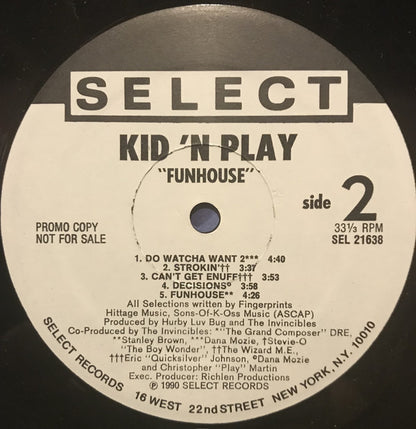 SELECT
KID 'N PLAY
"FUNHOUSE"
side 2
PROMO COPY
NOT FOR SALE
33⅓ RPM
SEL 21638
1. DO WATCHA WANT 2*** 4:40
2. STROKIN'†† 3:37
3. CAN'T GET ENUFF††† 3:53
4. DECISIONS° 3:58
5. FUNHOUSE** 4:26
All Selections written by Fingerprints
Hittage Music, Sons-Of-K-Oss Music (ASCAP)
Produced by Hurby Luv Bug and The Invincibles
Co-Produced by The Invincibles: *"The Grand Composer" DRE,
**Stanley Brown, ***Dana Mozie, †Stevie-O
"The Boy Wonder", ††The Wizard M.E.,
†††Eric "Quicksilver" Johnson, °Dana Mozie
and Christopher "Play" Martin
Executive Producer: Richlen Productions
℗ 1990 SELECT RECORDS
SELECT RECORDS 16 WEST 22nd STREET NEW YORK, N.Y. 10010